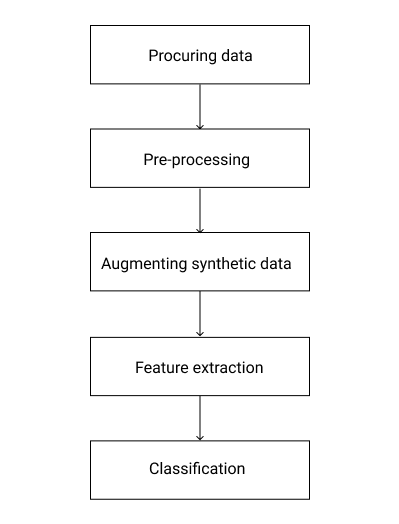 Procuring data
Pre-processing
Augmenting synthetic data
Feature extraction
Classification